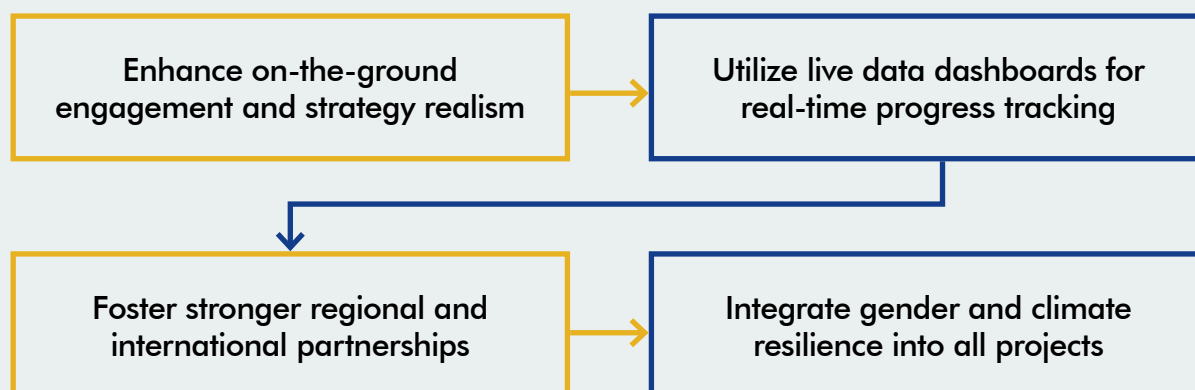 Enhance on-the-ground
engagement and strategy realism
Utilize live data dashboards for
real-time progress tracking
Foster stronger regional and
international partnerships
Integrate gender and climate
resilience into all projects